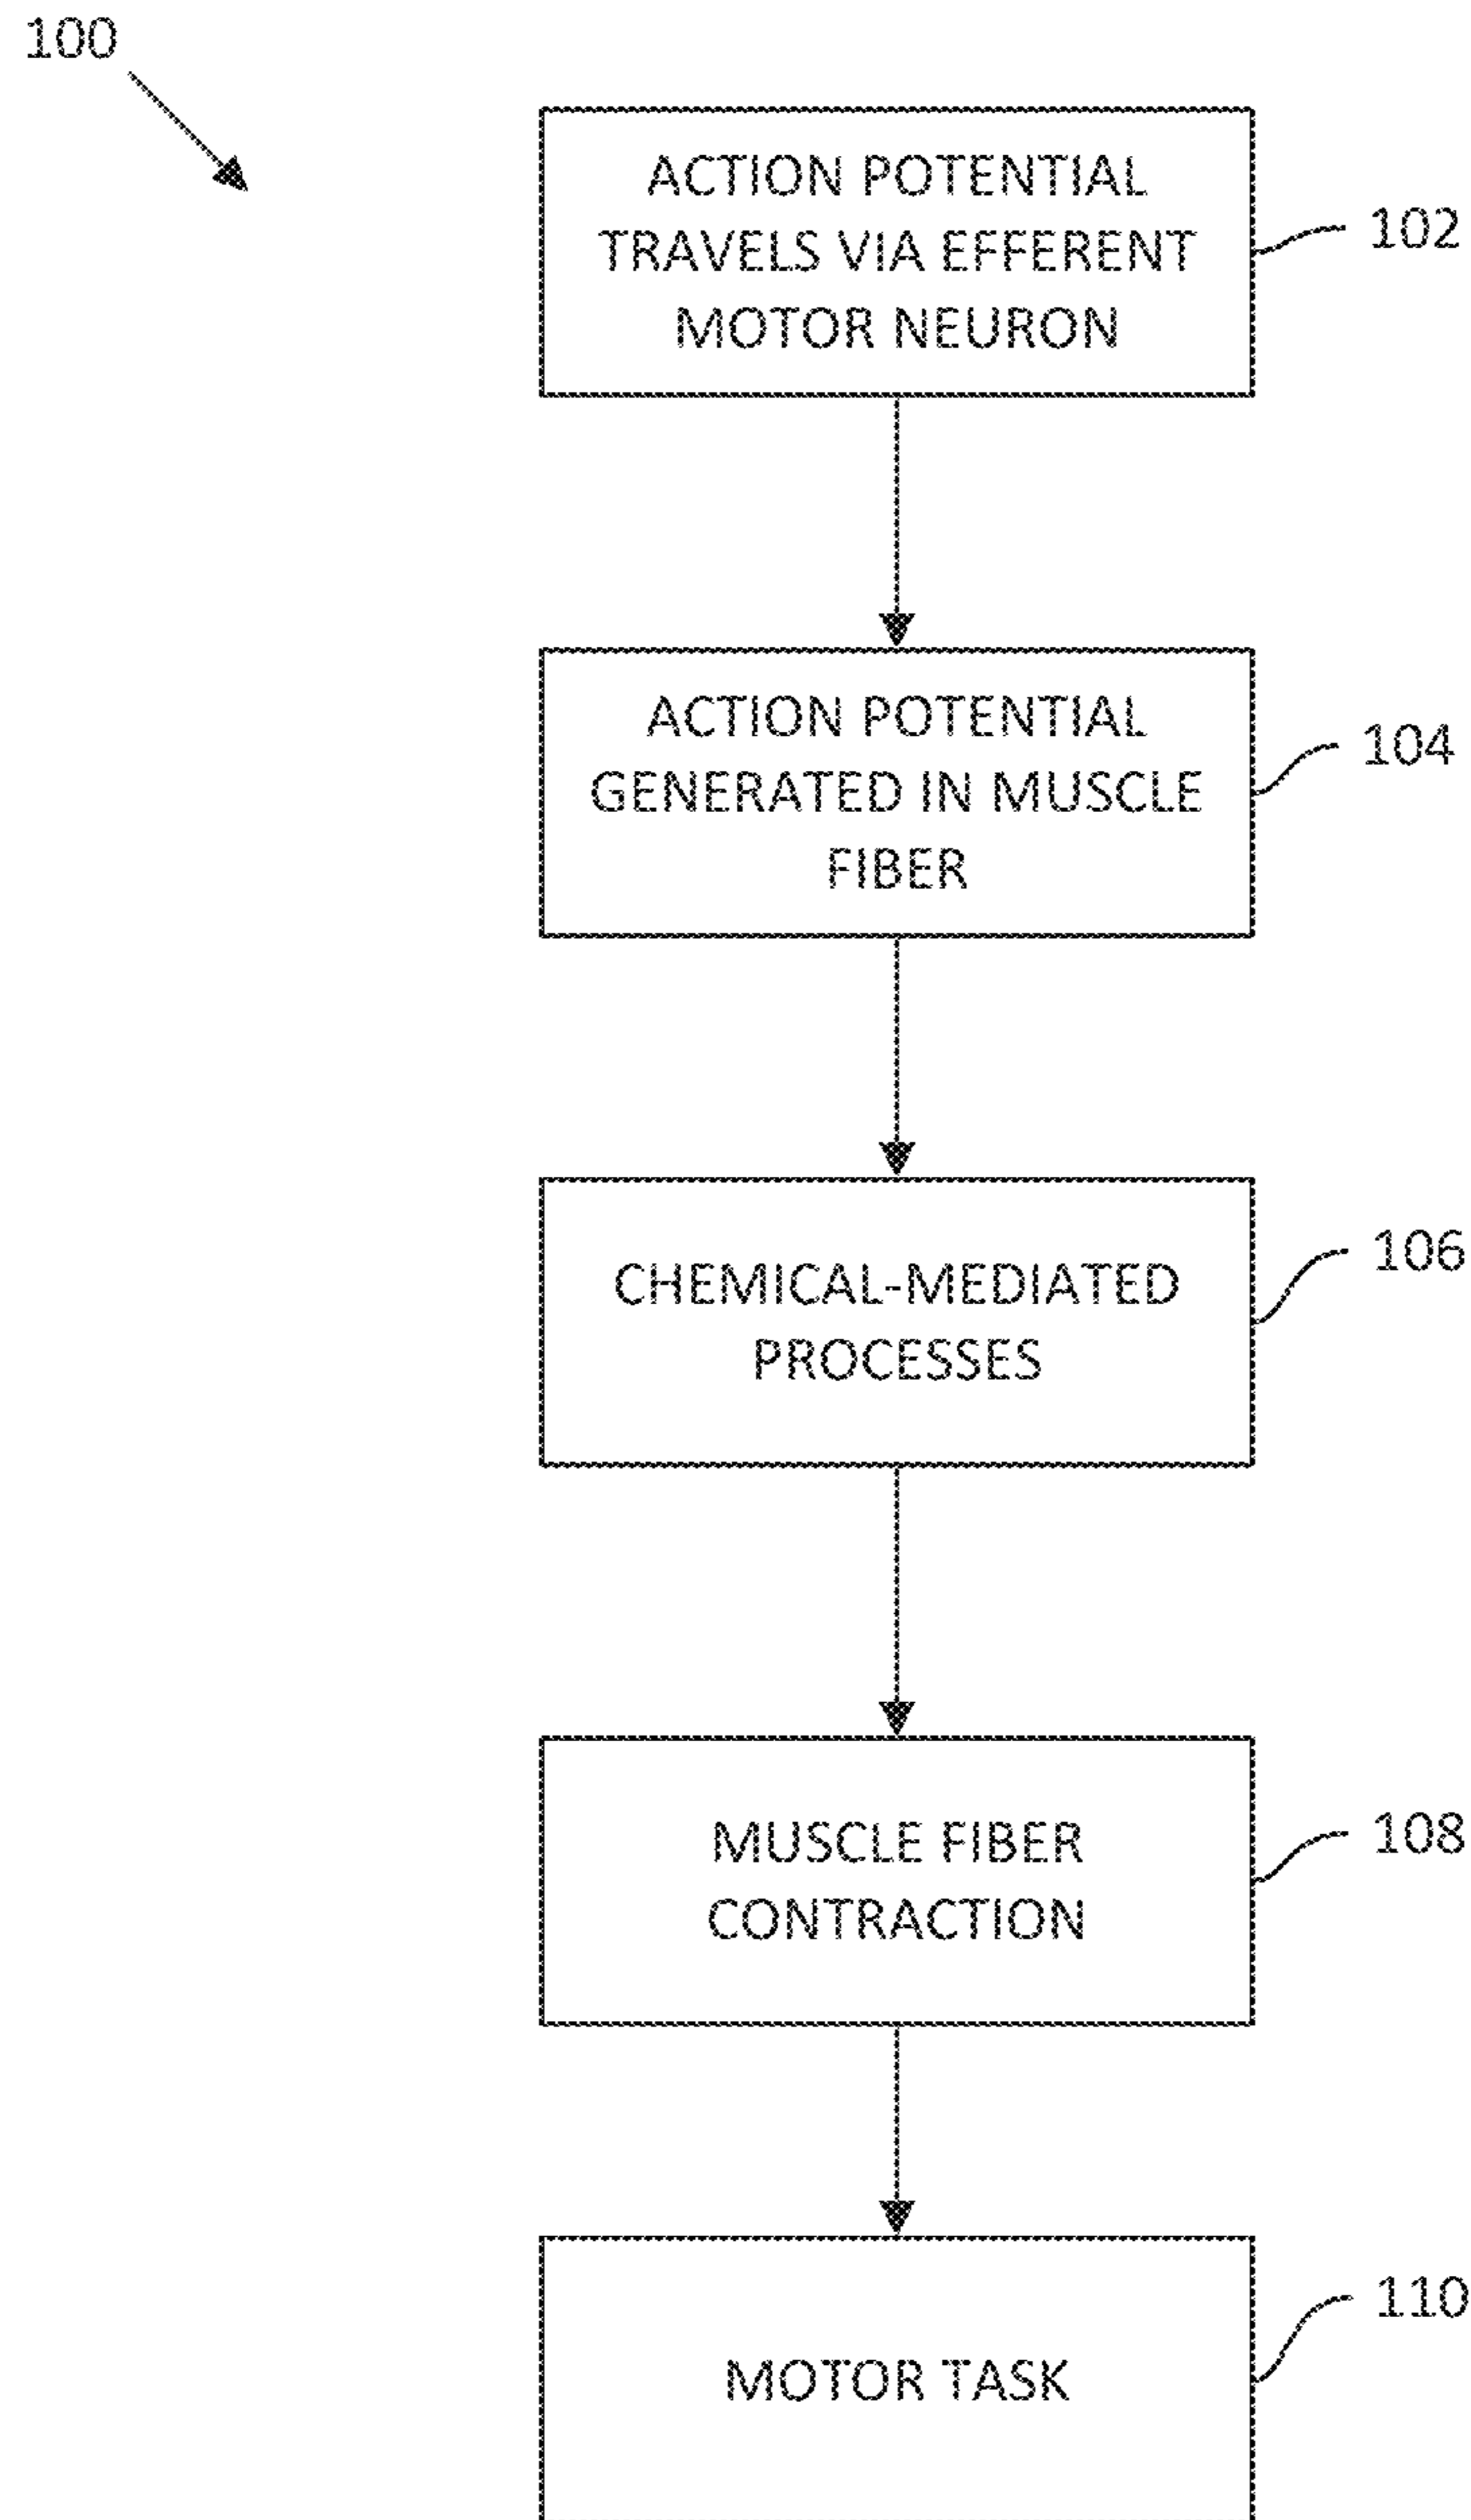 100
ACTION POTENTIAL
TRAVELS VIA EFFERENT
MOTOR NEURON
102
ACTION POTENTIAL
GENERATED IN MUSCLE
FIBER
104
CHEMICAL-MEDIATED
PROCESSES
106
MUSCLE FIBER
CONTRACTION
108
MOTOR TASK
110